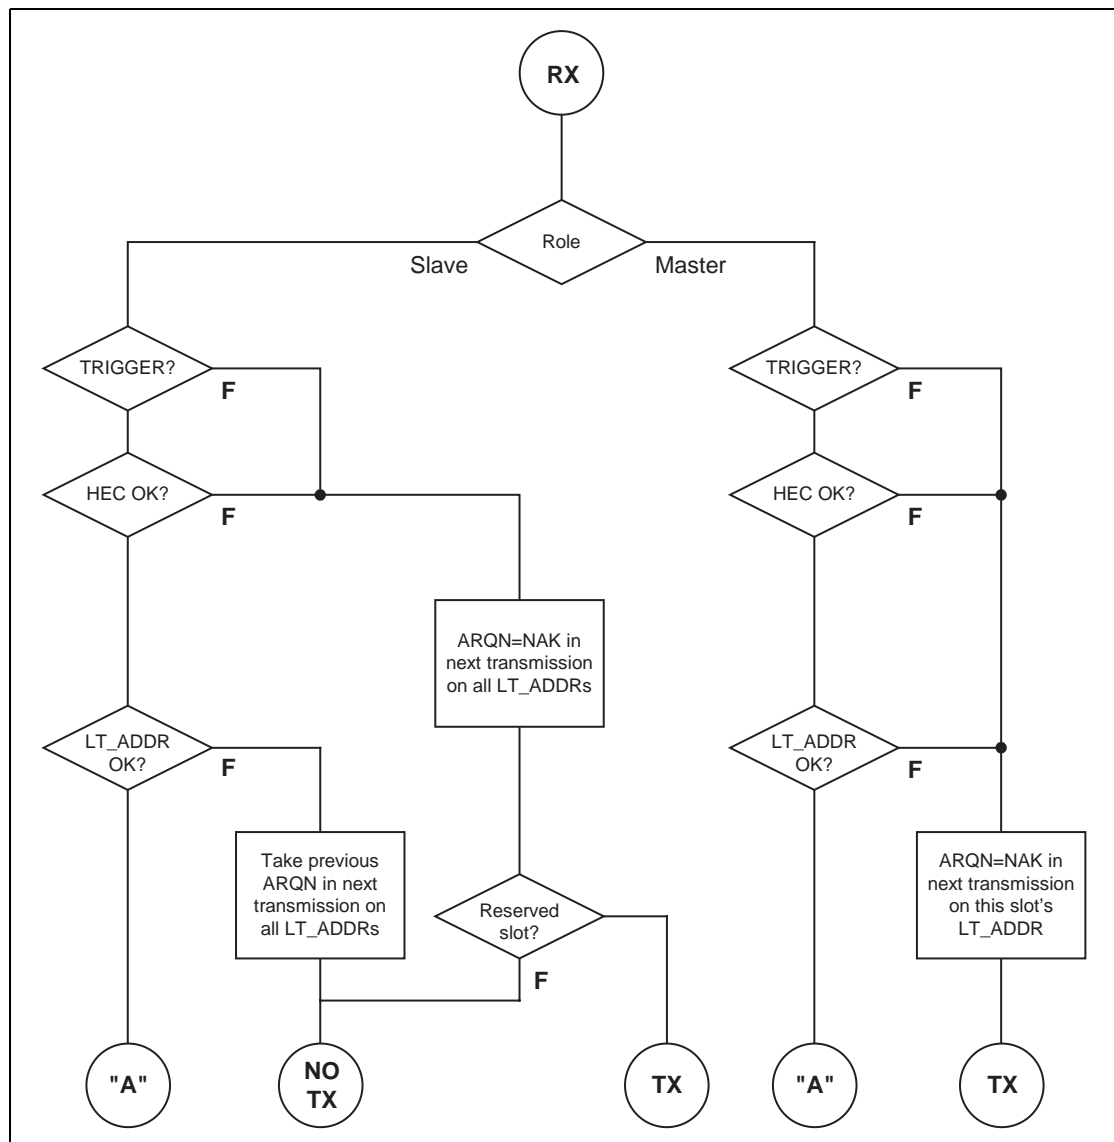 RX
Role
Slave
Master
TRIGGER?
F
TRIGGER?
F
HEC OK?
F
HEC OK?
F
ARQN=NAK in
next transmission
on all LT_ADDRs
LT_ADDR
OK?
F
LT_ADDR
OK?
F
Take previous
ARQN in next
transmission on
all LT_ADDRs
Reserved
slot?
F
ARQN=NAK in
next transmission
on this slot's
LT_ADDR
"A"
NO
TX
TX
"A"
TX